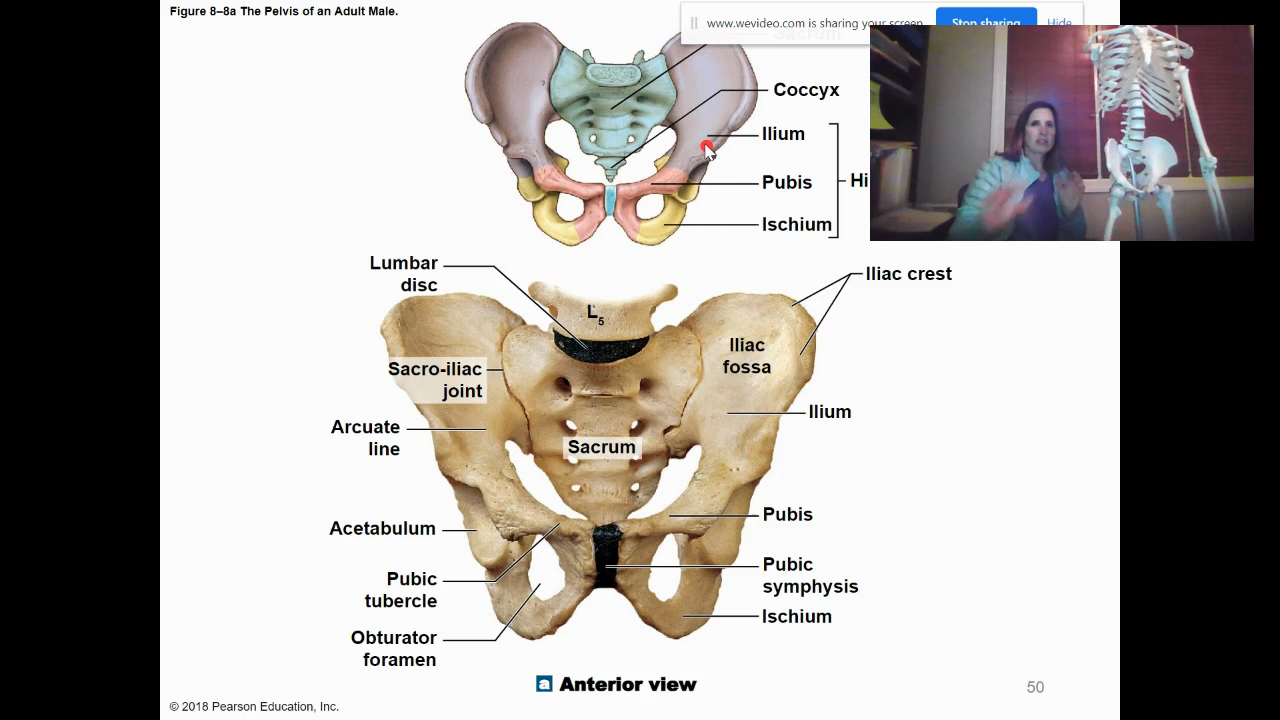 Figure 8–8a The Pelvis of an Adult Male.
www.wevideo.com is sharing your screen.
Stop sharing
Hide
Coccyx
Ilium
Pubis
Ischium
Lumbar
disc
L5
Iliac crest
Iliac
fossa
Sacro-iliac
joint
Ilium
Arcuate
line
Sacrum
Acetabulum
Pubis
Pubic
symphysis
Pubic
tubercle
Ischium
Obturator
foramen
a Anterior view
50
© 2018 Pearson Education, Inc.